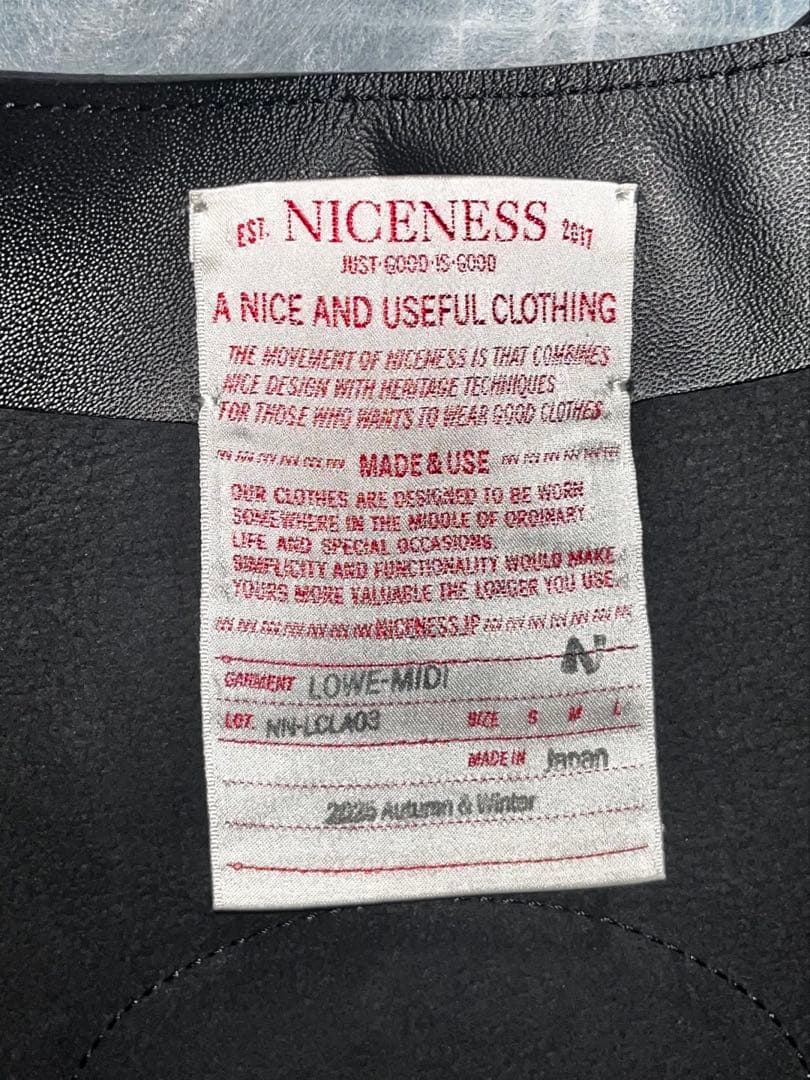 EST. NICENESS 2017
JUST·GOOD·IS·GOOD
A NICE AND USEFUL CLOTHING
THE MOVEMENT OF NICENESS IS THAT COMBINES
NICE DESIGN WITH HERITAGE TECHNIQUES
FOR THOSE WHO WANTS TO WEAR GOOD CLOTHES.
MADE & USE
OUR CLOTHES ARE DESIGNED TO BE WORN
SOMEWHERE IN THE MIDDLE OF ORDINARY
LIFE AND SPECIAL OCCASIONS.
SIMPLICITY AND FUNCTIONALITY WOULD MAKE
YOURS MORE VALUABLE THE LONGER YOU USE.
NICENESS.JP
N
GARMENT LOWE-MIDI
LOT. NN-LCLA03 SIZE S M L
MADE IN Japan
2025 Autumn & Winter